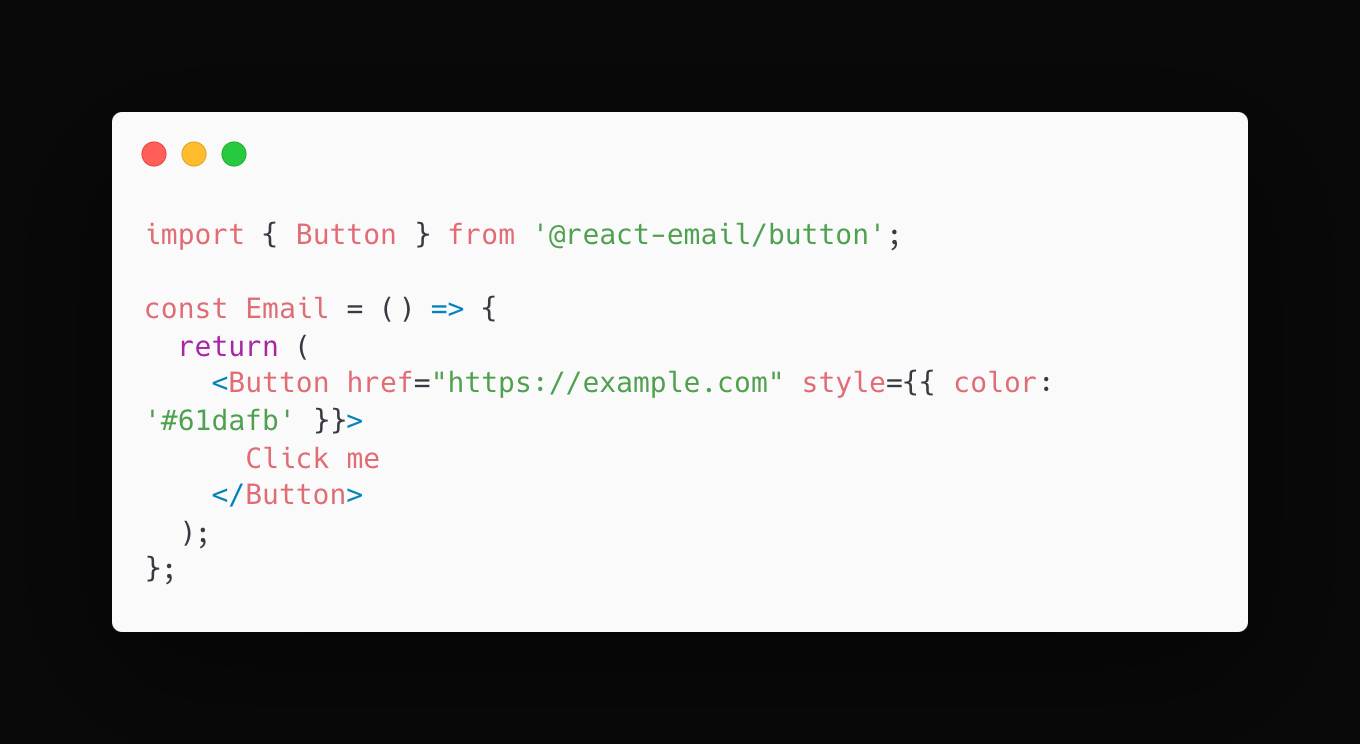 import { Button } from '@react-email/button';

const Email = () => {
  return (
    <Button href="https://example.com" style={{ color:
'#61dafb' }}>
      Click me
    </Button>
  );
};